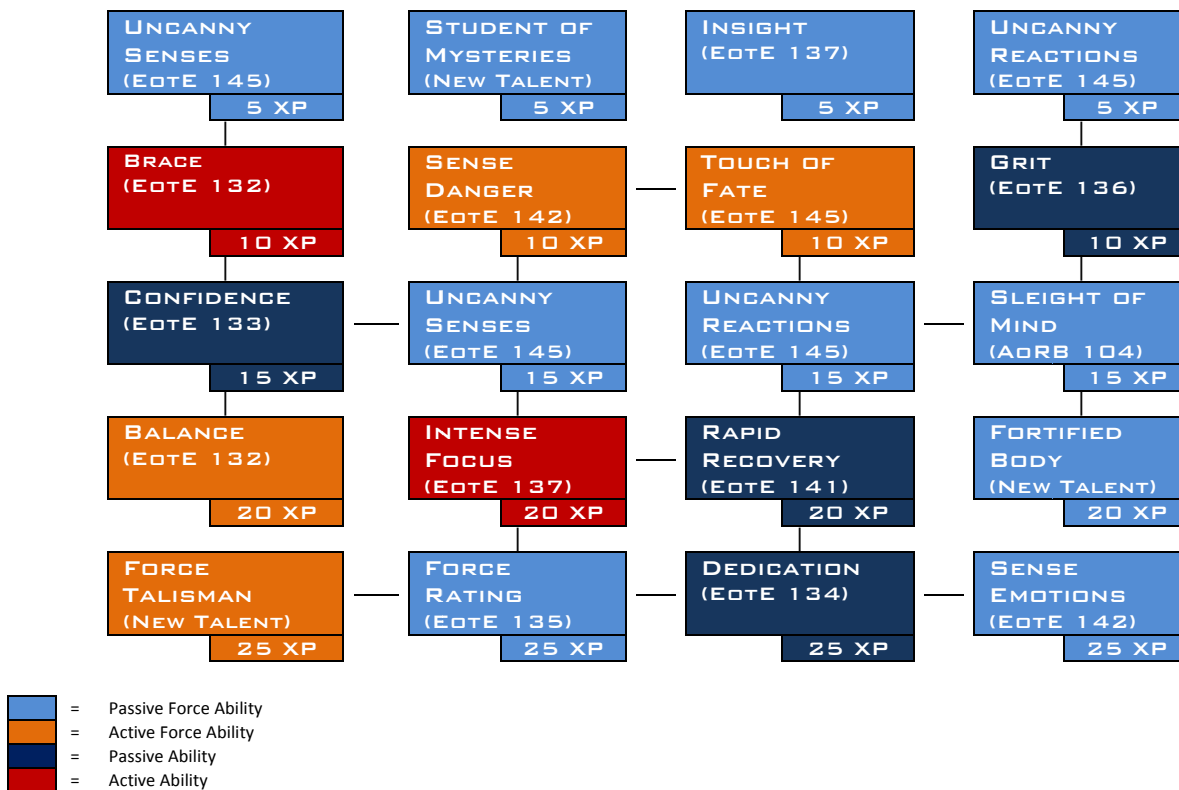 UNCANNY
SENSES
(EOTE 145)
5 XP
STUDENT OF
MYSTERIES
(NEW TALENT)
5 XP
INSIGHT
(EOTE 137)
5 XP
UNCANNY
REACTIONS
(EOTE 145)
5 XP
BRACE
(EOTE 132)
10 XP
SENSE
DANGER
(EOTE 142)
10 XP
TOUCH OF
FATE
(EOTE 145)
10 XP
GRIT
(EOTE 136)
10 XP
CONFIDENCE
(EOTE 133)
15 XP
UNCANNY
SENSES
(EOTE 145)
15 XP
UNCANNY
REACTIONS
(EOTE 145)
15 XP
SLEIGHT OF
MIND
(AORB 104)
15 XP
BALANCE
(EOTE 132)
20 XP
INTENSE
FOCUS
(EOTE 137)
20 XP
RAPID
RECOVERY
(EOTE 141)
20 XP
FORTIFIED
BODY
(NEW TALENT)
20 XP
FORCE
TALISMAN
(NEW TALENT)
25 XP
FORCE
RATING
(EOTE 135)
25 XP
DEDICATION
(EOTE 134)
25 XP
SENSE
EMOTIONS
(EOTE 142)
25 XP
= Passive Force Ability
= Active Force Ability
= Passive Ability
= Active Ability